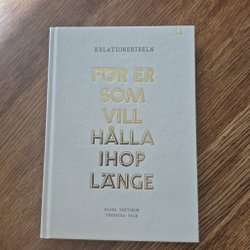 RELATIONSBIBELN
FÖR ER
SOM
VILL
HÅLLA
IHOP
LÄNGE